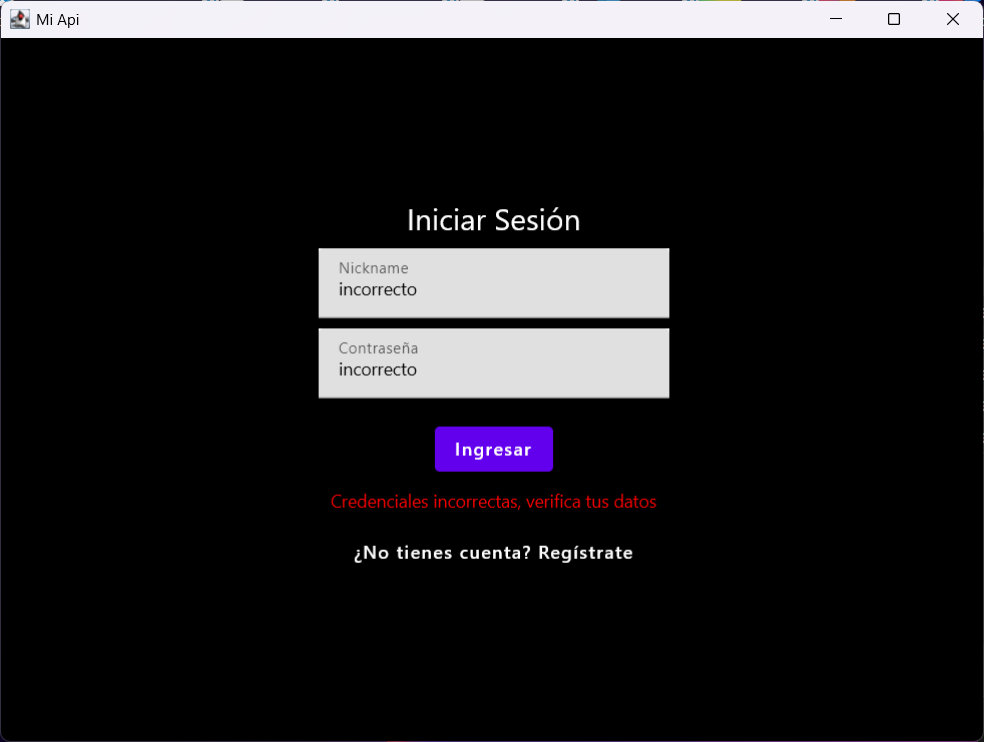 Mi Api
Iniciar Sesión
Nickname
incorrecto
Contraseña
incorrecto
Ingresar
Credenciales incorrectas, verifica tus datos
¿No tienes cuenta? Regístrate